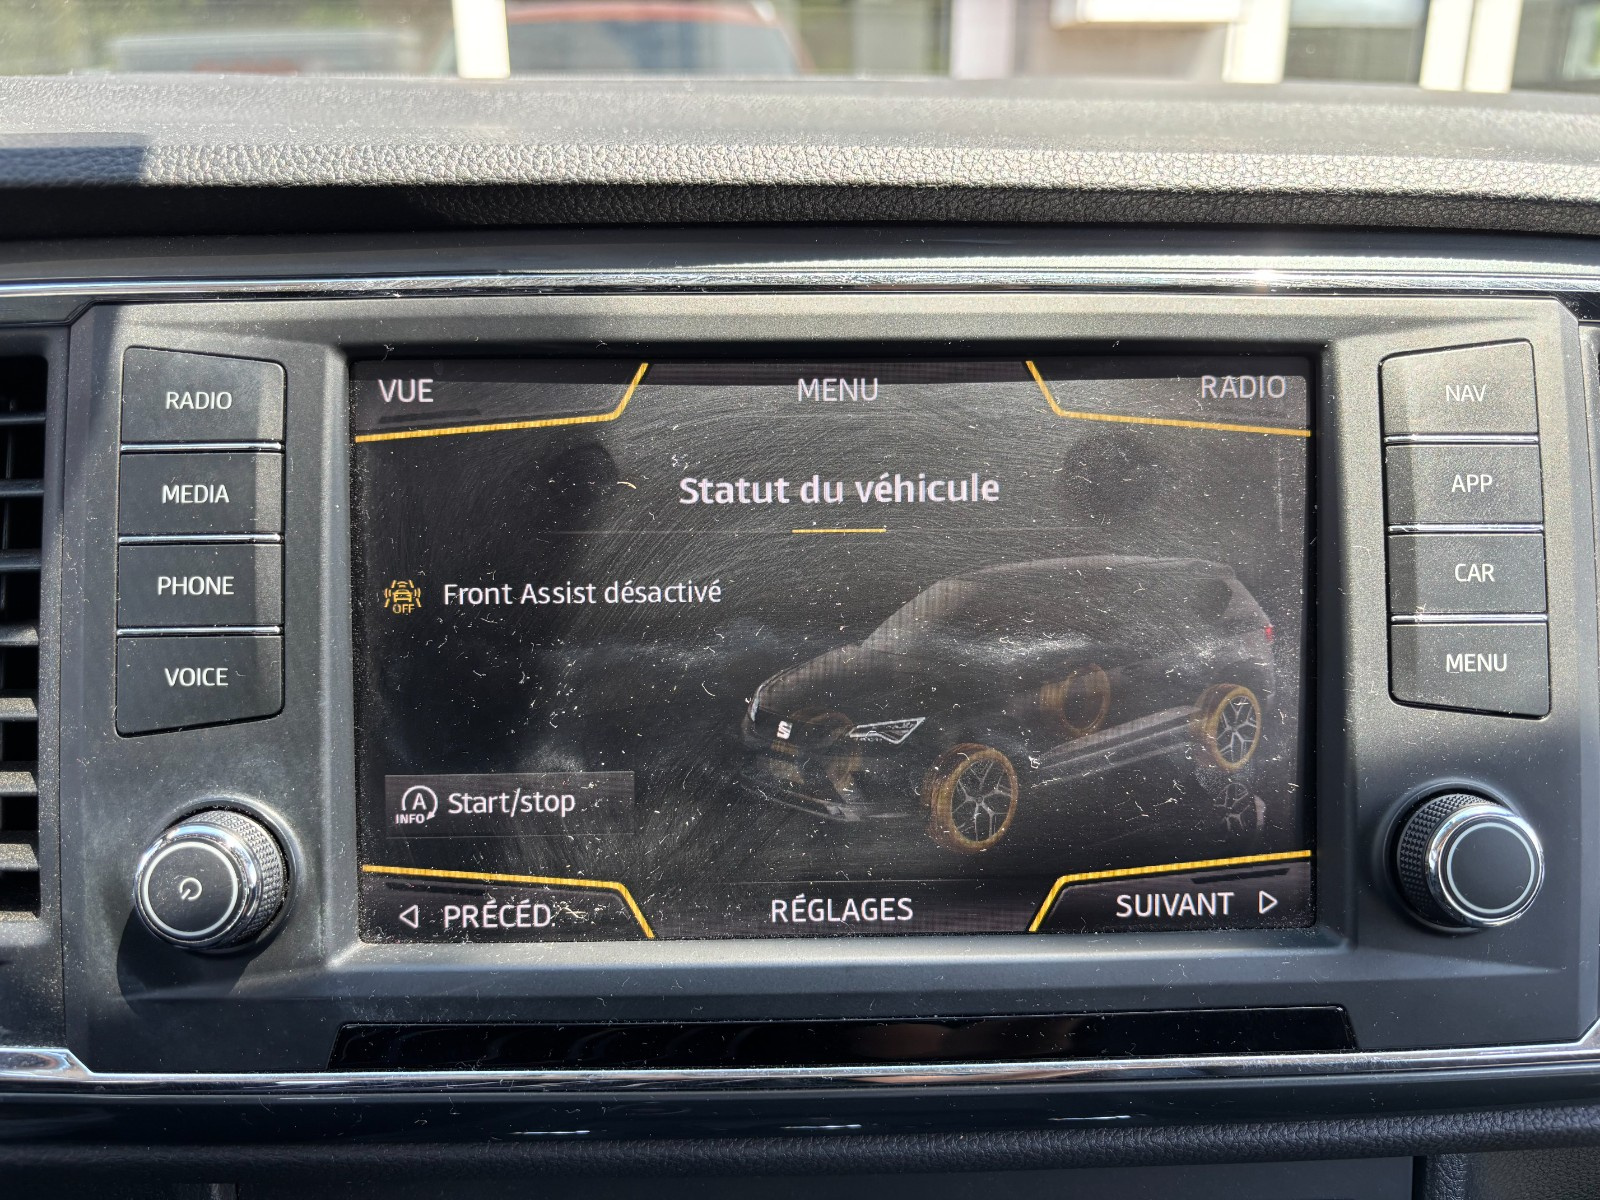 VUE
MENU
RADIO
Statut du véhicule
OFF
Front Assist désactivé
A
INFO
Start/stop
PRÉCÉD.
RÉGLAGES
SUIVANT
RADIO
MEDIA
PHONE
VOICE
NAV
APP
CAR
MENU